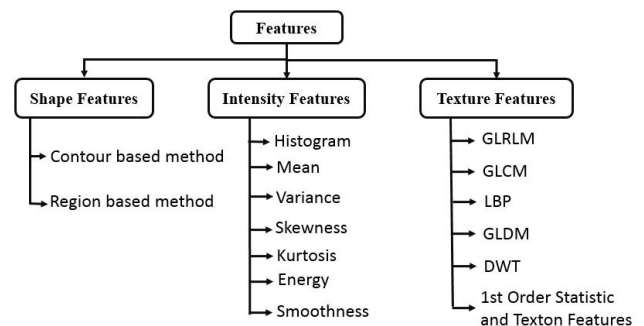 Features
Shape Features
Contour based method
Region based method
Intensity Features
Histogram
Mean
Variance
Skewness
Kurtosis
Energy
Smoothness
Texture Features
GLRLM
GLCM
LBP
GLDM
DWT
1st Order Statistic
and Texton Features